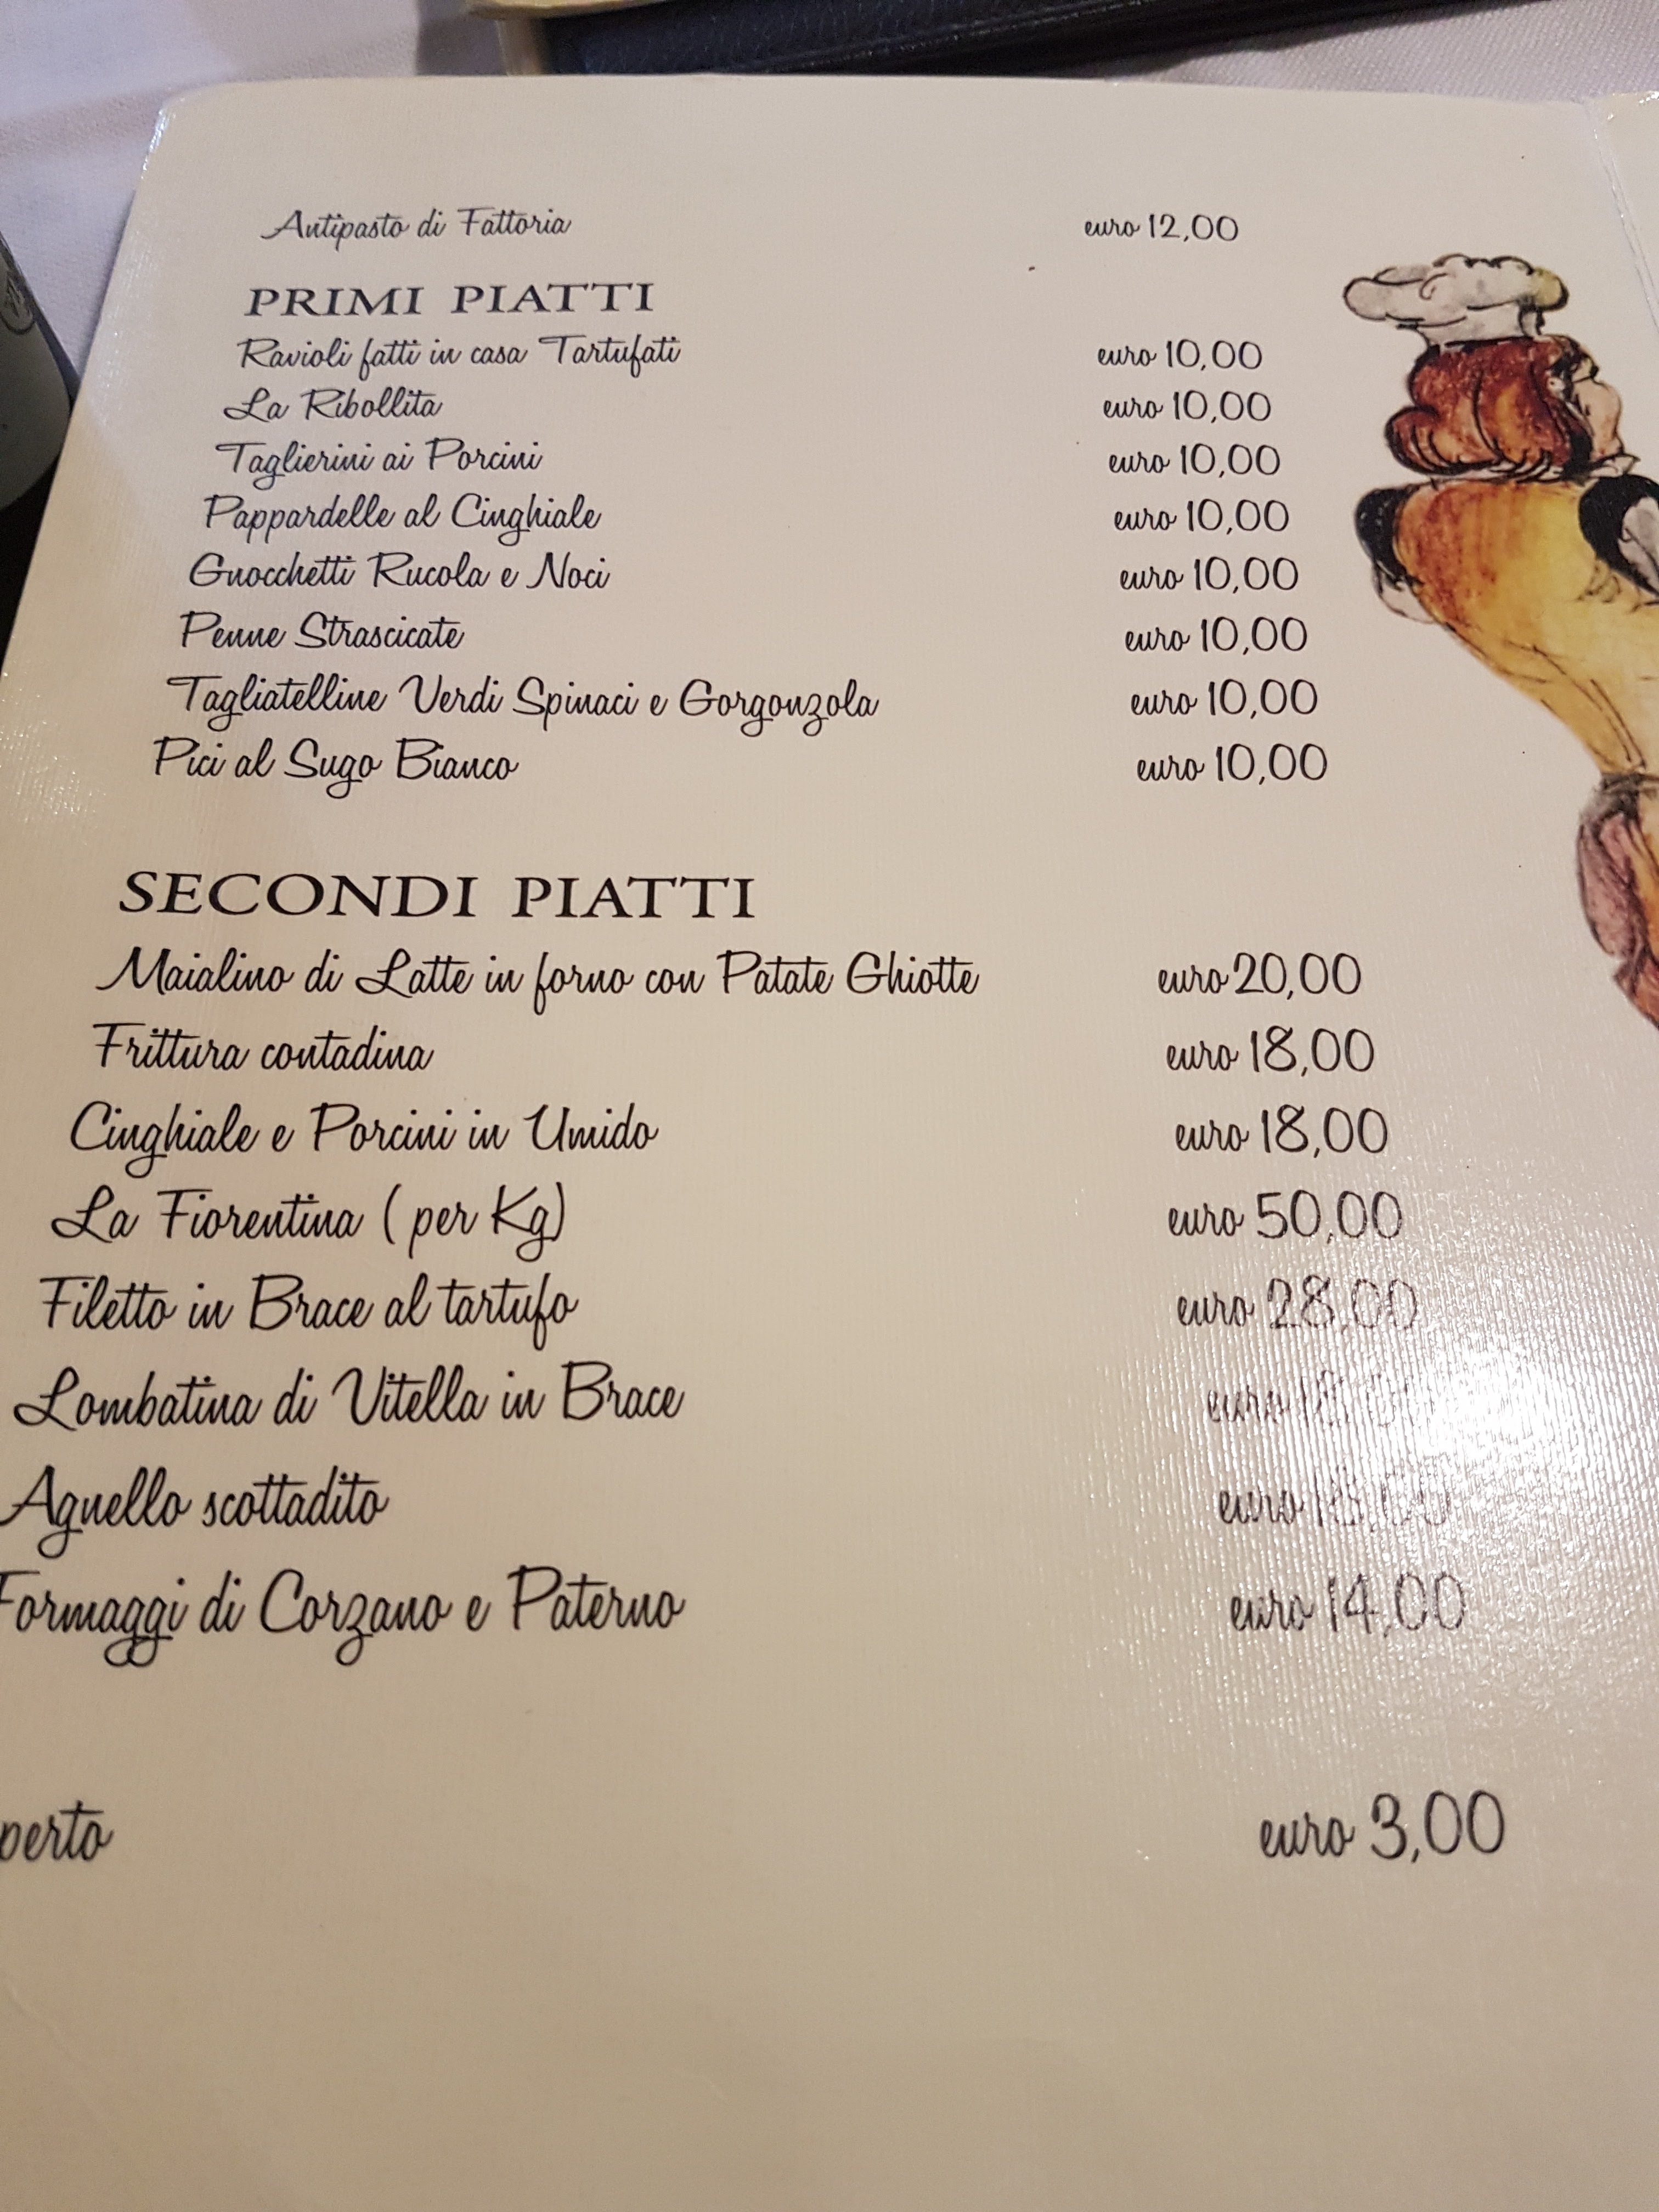 Antipasto di Fattoria euro 12,00
PRIMI PIATTI
Ravioli fatti in casa Tartufati euro 10,00
La Ribollita euro 10,00
Taglierini ai Porcini euro 10,00
Pappardelle al Cinghiale euro 10,00
Gnocchetti Rucola e Noci euro 10,00
Penne Strascicate euro 10,00
Tagliatelline Verdi Spinaci e Gorgonzola euro 10,00
Pici al Sugo Bianco euro 10,00
SECONDI PIATTI
Maialino di Latte in forno con Patate Ghiotte euro 20,00
Frittura contadina euro 18,00
Cinghiale e Porcini in Umido euro 18,00
La Fiorentina ( per Kg) euro 50,00
Filetto in Brace al tartufo euro 28,00
Lombatina di Vitella in Brace euro
Agnello scottadito euro 18,00
Formaggi di Corzano e Paterno euro 14,00
perto euro 3,00